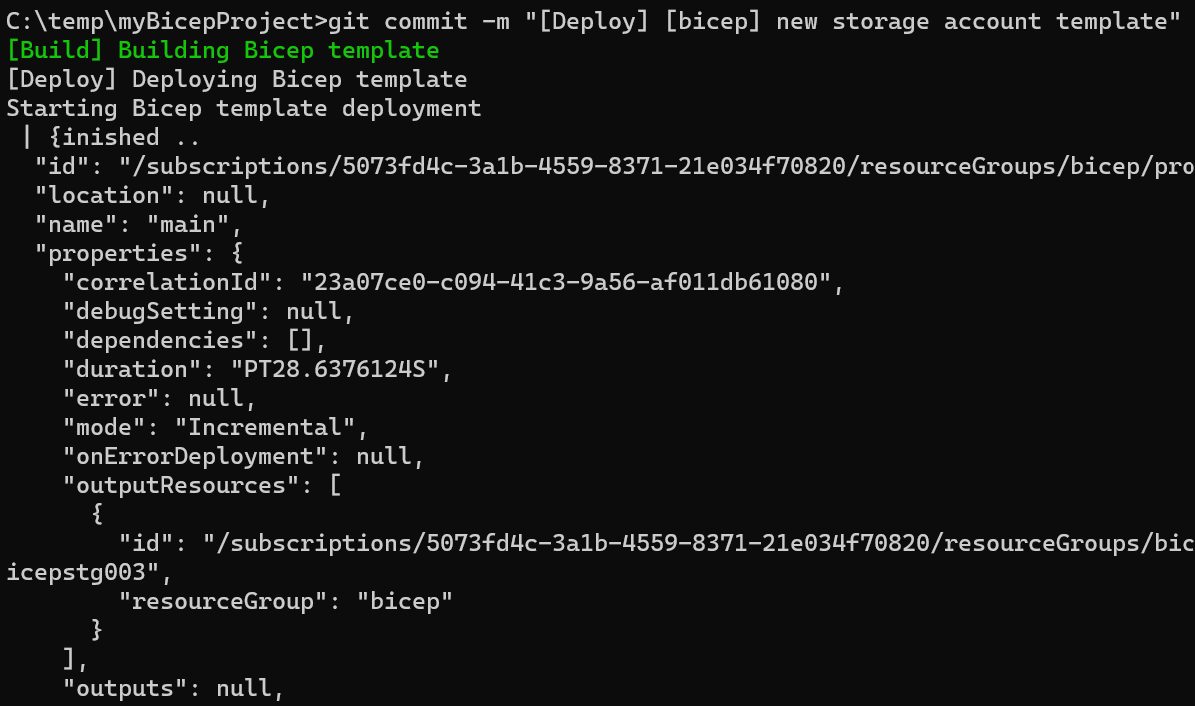 C:\temp\myBicepProject>git commit -m "[Deploy] [bicep] new storage account template"
[Build] Building Bicep template
[Deploy] Deploying Bicep template
Starting Bicep template deployment
 | {inished ..
  "id": "/subscriptions/5073fd4c-3a1b-4559-8371-21e034f70820/resourceGroups/bicep/pro
  "location": null,
  "name": "main",
  "properties": {
    "correlationId": "23a07ce0-c094-41c3-9a56-af011db61080",
    "debugSetting": null,
    "dependencies": [],
    "duration": "PT28.6376124S",
    "error": null,
    "mode": "Incremental",
    "onErrorDeployment": null,
    "outputResources": [
      {
        "id": "/subscriptions/5073fd4c-3a1b-4559-8371-21e034f70820/resourceGroups/bic
icepstg003",
        "resourceGroup": "bicep"
      }
    ],
    "outputs": null,